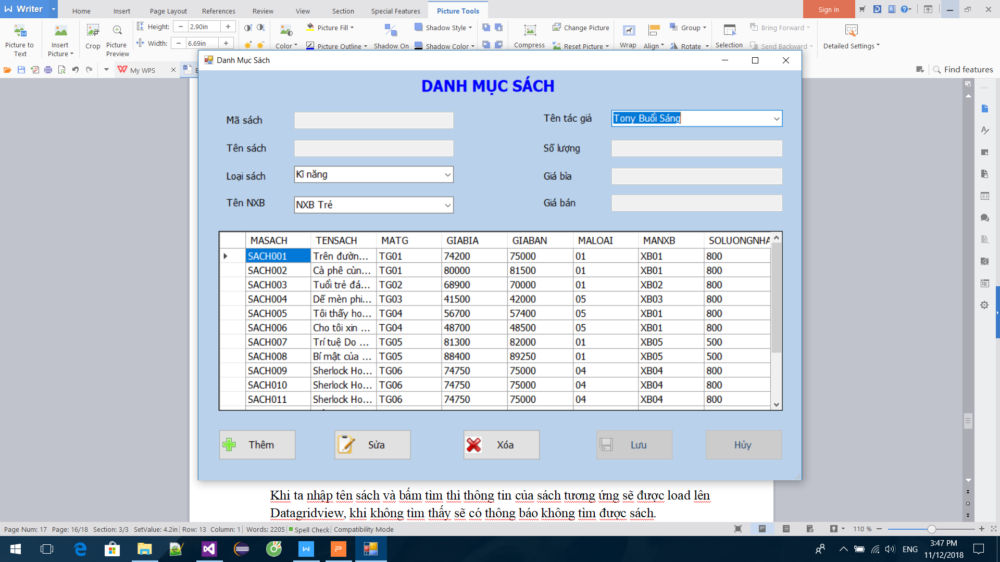 Writer
Home Insert Page Layout References Review View Section Special Features Picture Tools
Sign in
Picture to Text
Insert Picture
Crop
Picture Preview
Height: 2.90in
Width: 6.69in
Color
Picture Fill
Picture Outline
Shadow On
Shadow Style
Shadow Color
Compress
Change Picture
Reset Picture
Wrap
Align
Group
Rotate
Selection
Bring Forward
Send Backward
Detailed Settings
My WPS
Find features
Danh Mục Sách
DANH MỤC SÁCH
Mã sách
Tên tác giả Tony Buổi Sáng
Tên sách
Số lượng
Loại sách Kĩ năng
Giá bìa
Tên NXB NXB Trẻ
Giá bán
MASACH TENSACH MATG GIABIA GIABAN MALOAI MANXB SOLUONGNHA
SACH001 Trên đườn... TG01 74200 75000 01 XB01 800
SACH002 Cà phê cùn... TG01 80000 81500 01 XB01 800
SACH003 Tuổi trẻ đá... TG02 68900 70000 01 XB02 800
SACH004 Dế mèn phi... TG03 41500 42000 05 XB03 800
SACH005 Tôi thấy ho... TG04 56700 57400 05 XB01 800
SACH006 Cho tôi xin ... TG04 48700 48500 05 XB01 800
SACH007 Trí tuệ Do ... TG05 81300 82000 01 XB05 500
SACH008 Bí mật của ... TG05 88400 89250 01 XB05 500
SACH009 Sherlock Ho... TG06 74750 75000 04 XB04 800
SACH010 Sherlock Ho... TG06 74750 75000 04 XB04 800
SACH011 Sherlock Ho... TG06 74750 75000 04 XB04 800
Thêm Sửa Xóa Lưu Hủy
Khi ta nhập tên sách và bấm tìm thì thông tin của sách tương ứng sẽ được load lên
Datagridview, khi không tìm thấy sẽ có thông báo không tìm được sách.
Page Num: 17 Page: 16/18 Section: 3/3 SetValue: 4.2in Row: 13 Column: 1 Words: 2205 Spell Check Compatibility Mode
110 %
ENG
3:47 PM
11/12/2018